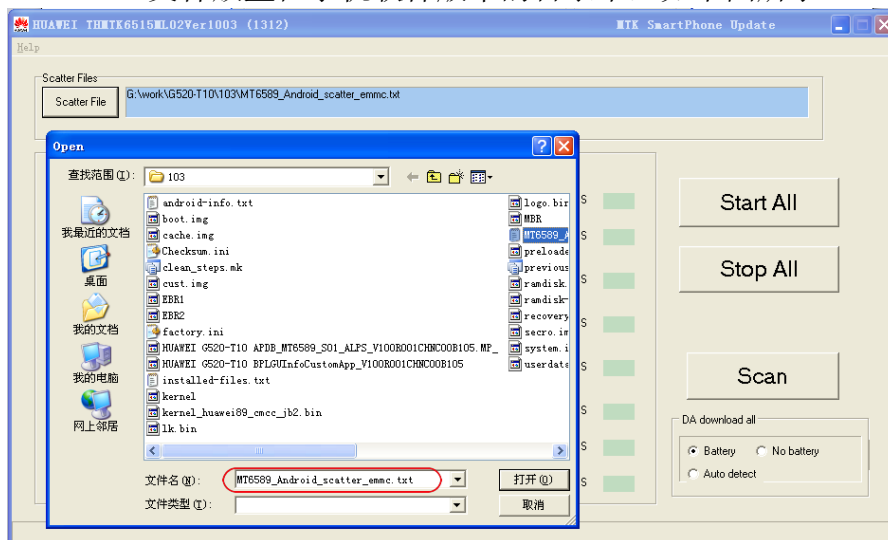 HUAWEI THMTK6515ML02Ver1003 (1312)
MTK SmartPhone Update
Help
Scatter Files
Scatter File
G:\work\G520-T10\103\MT6589_Android_scatter_emmc.txt
Open
查找范围(I):
103
我最近的文档
桌面
我的文档
我的电脑
网上邻居
android-info.txt
boot.img
cache.img
Checksum.ini
clean_steps.mk
cust.img
EBR1
EBR2
factory.ini
HUAWEI G520-T10 APDB_MT6589_S01_ALPS_V100R001CHNC00B105.MP_
HUAWEI G520-T10 BPLGUInfoCustomApp_V100R001CHNC00B105
installed-files.txt
kernel
kernel_huawei89_cmcc_jb2.bin
lk.bin
logo.bin
MBR
MT6589_A
preloade
previous
ramdisk.
ramdisk-
recovery
secro.im
system.i
userdata
文件名(N):
MT6589_Android_scatter_emmc.txt
打开(O)
文件类型(T):
取消
S
S
S
S
S
S
S
S
Start All
Stop All
Scan
DA download all
Battery
No battery
Auto detect